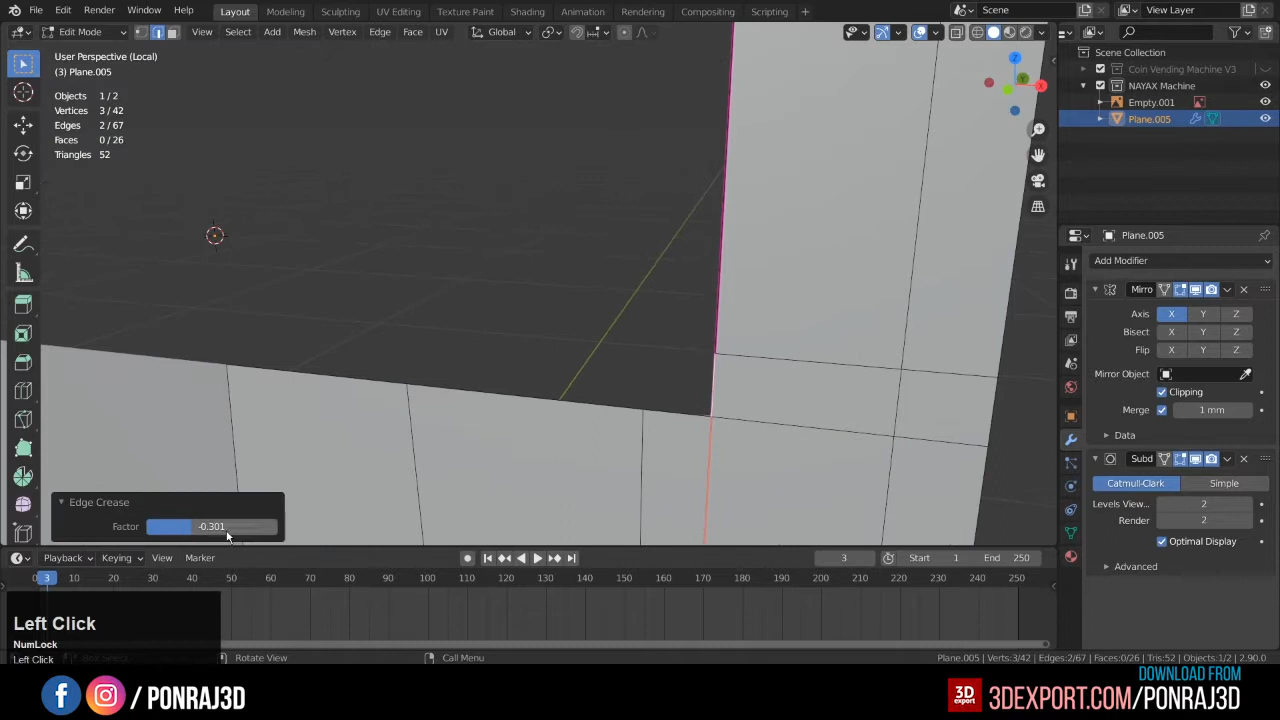 File Edit Render Window Help Layout Modeling Sculpting UV Editing Texture Paint Shading Animation Rendering Compositing Scripting + Scene View Layer
Edit Mode View Select Add Mesh Vertex Edge Face UV Global
User Perspective (Local)
(3) Plane.005
Objects 1/2
Vertices 3/42
Edges 2/67
Faces 0/26
Triangles 52
Z
Y
X
Scene Collection
Coin Vending Machine V3
NAYAX Machine
Empty.001
Plane.005
Plane.005
Add Modifier
Mirro
Axis X Y Z
Bisect X Y Z
Flip X Y Z
Mirror Object
Clipping
Merge 1 mm
Data
Subd
Catmull-Clark Simple
Levels View... 2
Render 2
Optimal Display
Advanced
Edge Crease
Factor -0.301
Playback Keying View Marker 3 Start 1 End 250
0 3 10 20 30 40 50 60 70 80 90 100 110 120 130 140 150 160 170 180 190 200 210 220 230 240 250
Left Click
NumLock
Left Click
Box Select Rotate View Call Menu Plane.005 | Verts:3/42 | Edges:2/67 | Faces:0/26 | Tris:52 | Objects:1/2 | 2.90.0
f / PONRAJ3D
DOWNLOAD FROM
3D export 3DEXPORT.COM/PONRAJ3D